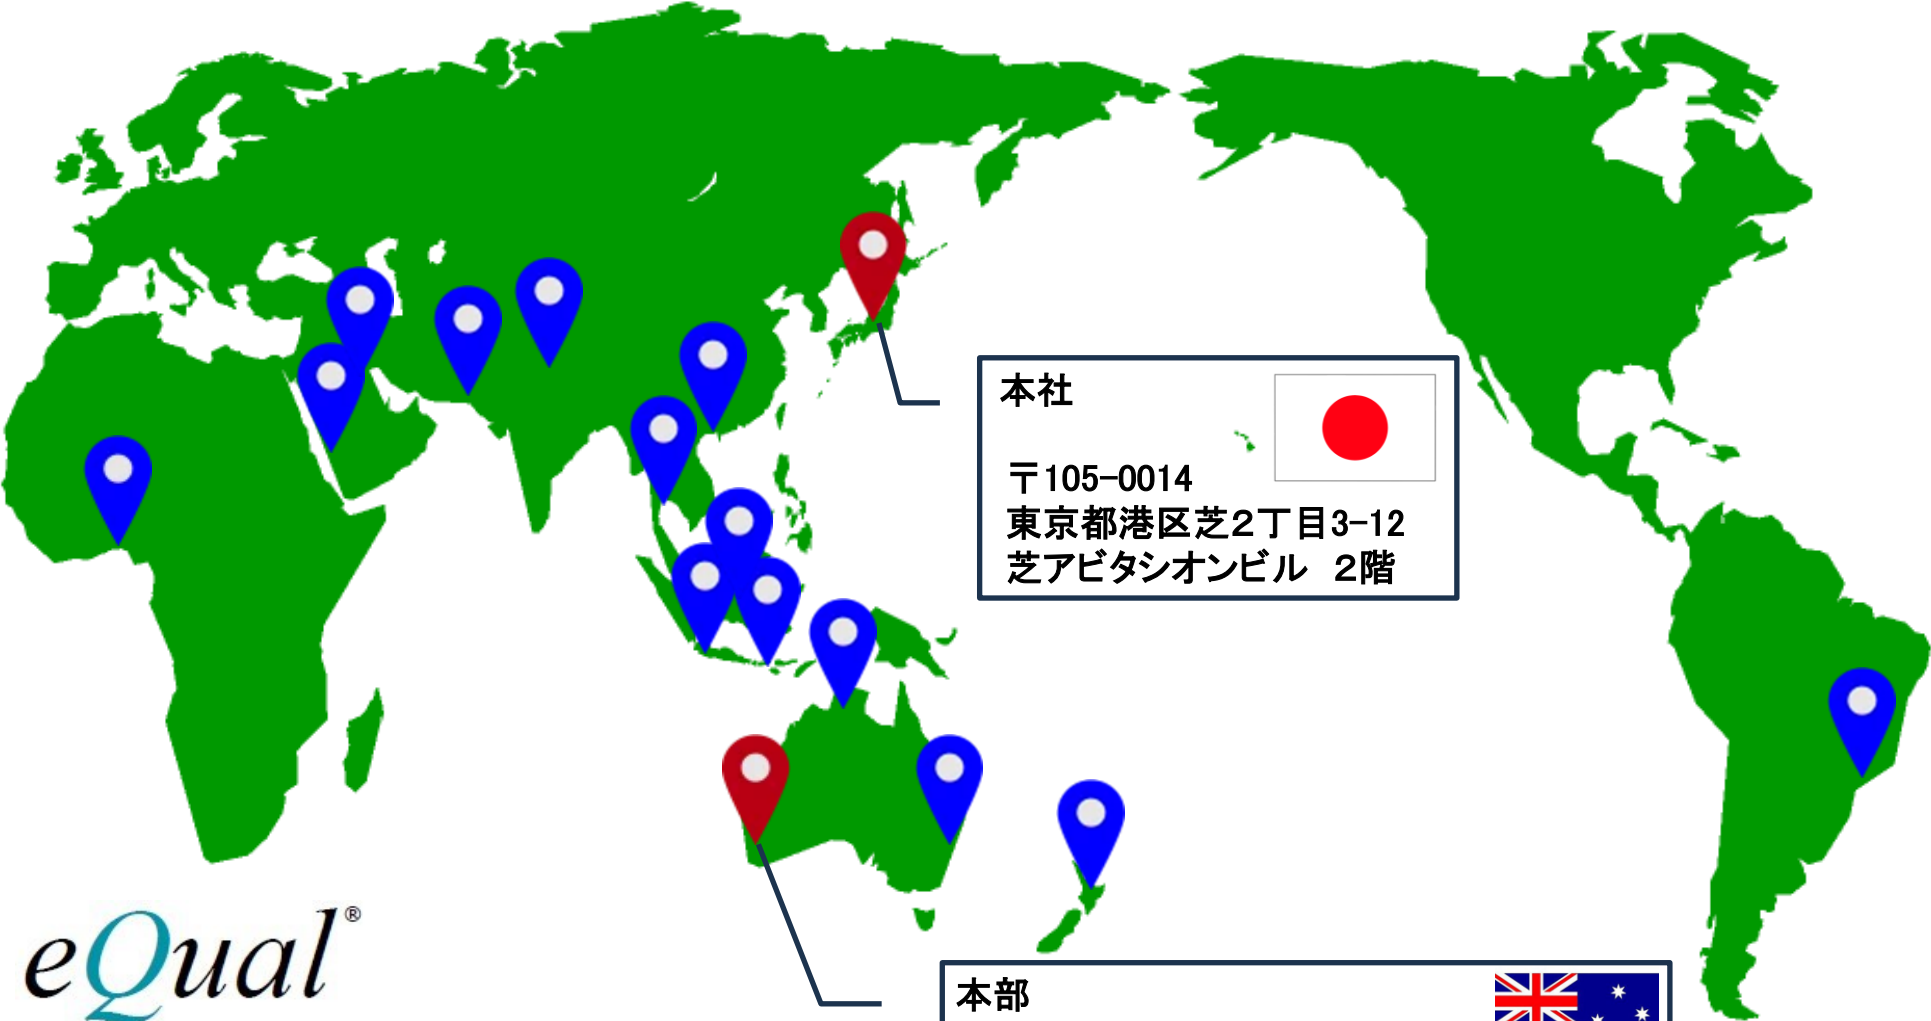 本社
〒105-0014
東京都港区芝２丁目3-12
芝アビタシオンビル　２階
eQual®
本部